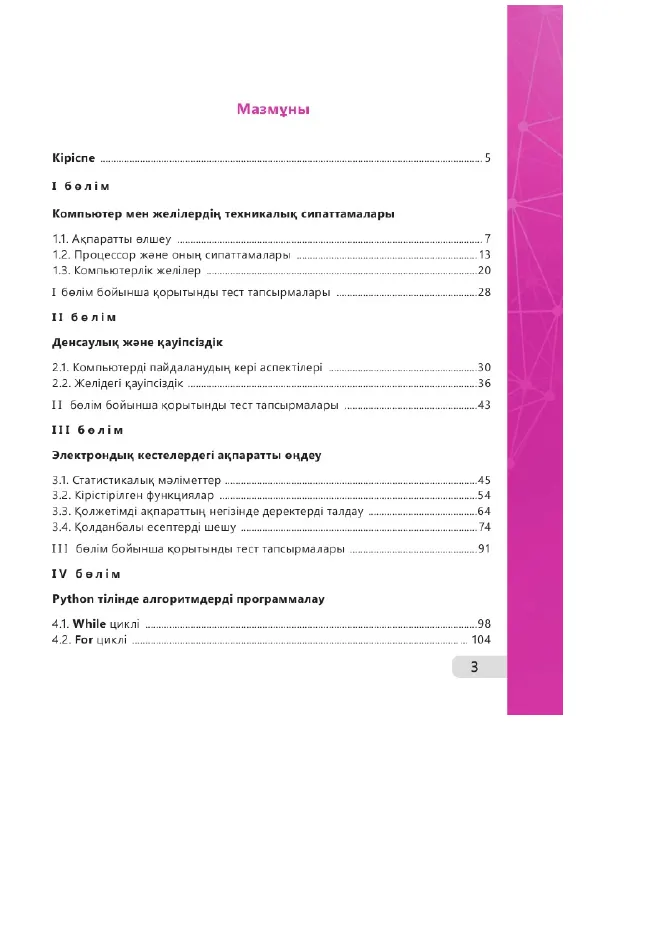 Мазмұны
Кіріспе ........ 5
I бөлім
Компьютер мен желілердің техникалық сипаттамалары
1.1. Ақпаратты өлшеу ........ 7
1.2. Процессор және оның сипаттамалары ........ 13
1.3. Компьютерлік желілер ........ 20
I бөлім бойынша қорытынды тест тапсырмалары ........ 28
II бөлім
Денсаулық және қауіпсіздік
2.1. Компьютерді пайдаланудың кері аспектілері ........ 30
2.2. Желідегі қауіпсіздік ........ 36
II бөлім бойынша қорытынды тест тапсырмалары ........ 43
III бөлім
Электрондық кестелердегі ақпаратты өңдеу
3.1. Статистикалық мәліметтер ........ 45
3.2. Кірістірілген функциялар ........ 54
3.3. Қолжетімді ақпараттың негізінде деректерді талдау ........ 64
3.4. Қолданбалы есептерді шешу ........ 74
III бөлім бойынша қорытынды тест тапсырмалары ........ 91
IV бөлім
Python тілінде алгоритмдерді программалау
4.1. While циклі ........ 98
4.2. For циклі ........ 104
3